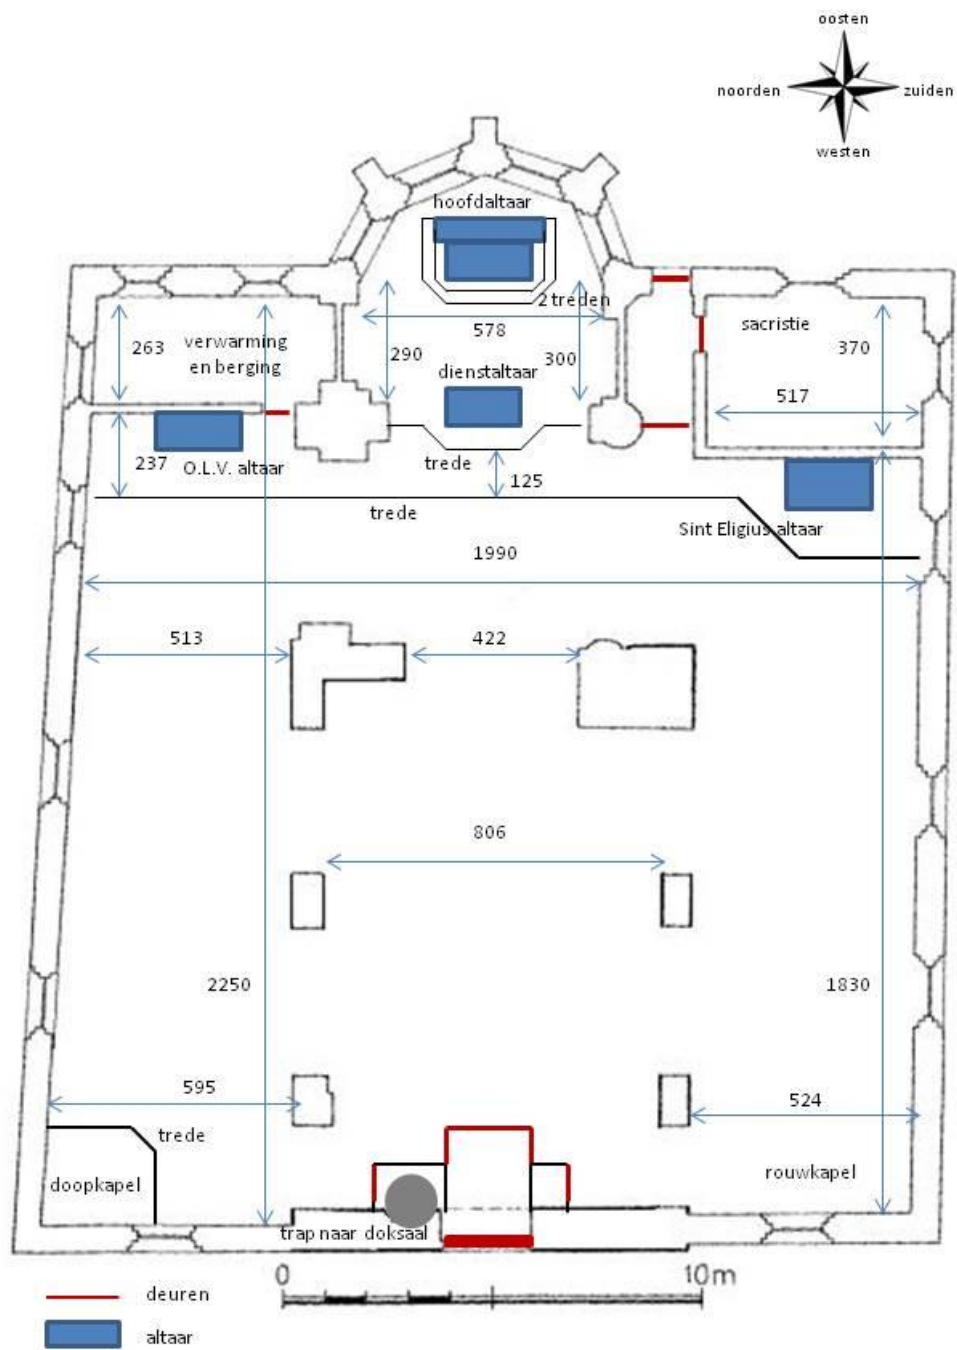 oosten
noorden
zuiden
westen
hoofdaltaar
2 treden
578
sacristie
263
verwarming
en berging
290
300
370
dienstaltaar
517
237
O.L.V. altaar
trede
125
trede
Sint Eligius altaar
1990
513
422
806
2250
1830
595
524
trede
doopkapel
rouwkapel
trap naar doksaal
0
10m
deuren
altaar